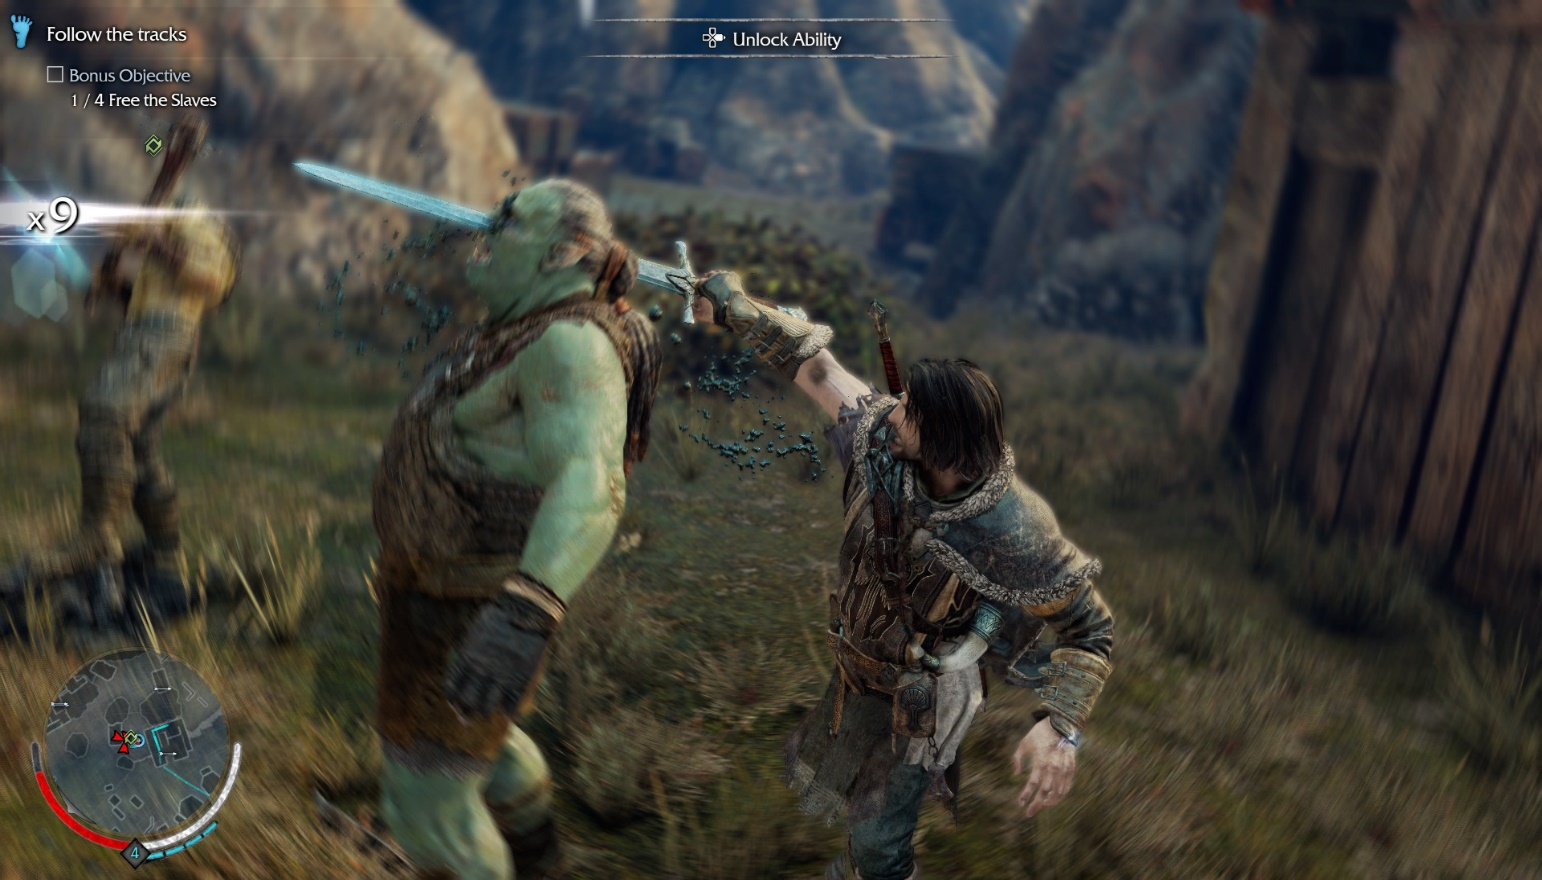 Follow the tracks
Unlock Ability
Bonus Objective
1 / 4 Free the Slaves
x9
4